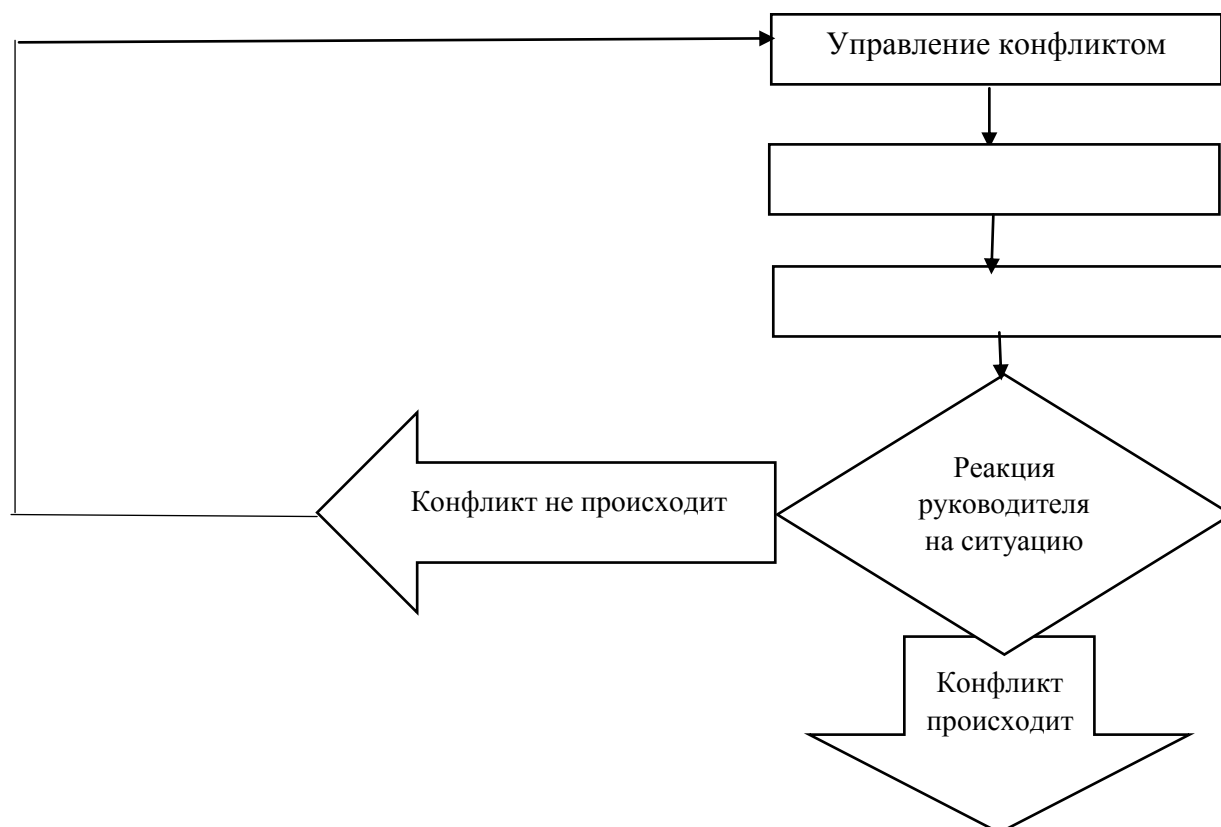 Управление конфликтом
Реакция
руководителя
на ситуацию
Конфликт не происходит
Конфликт
происходит